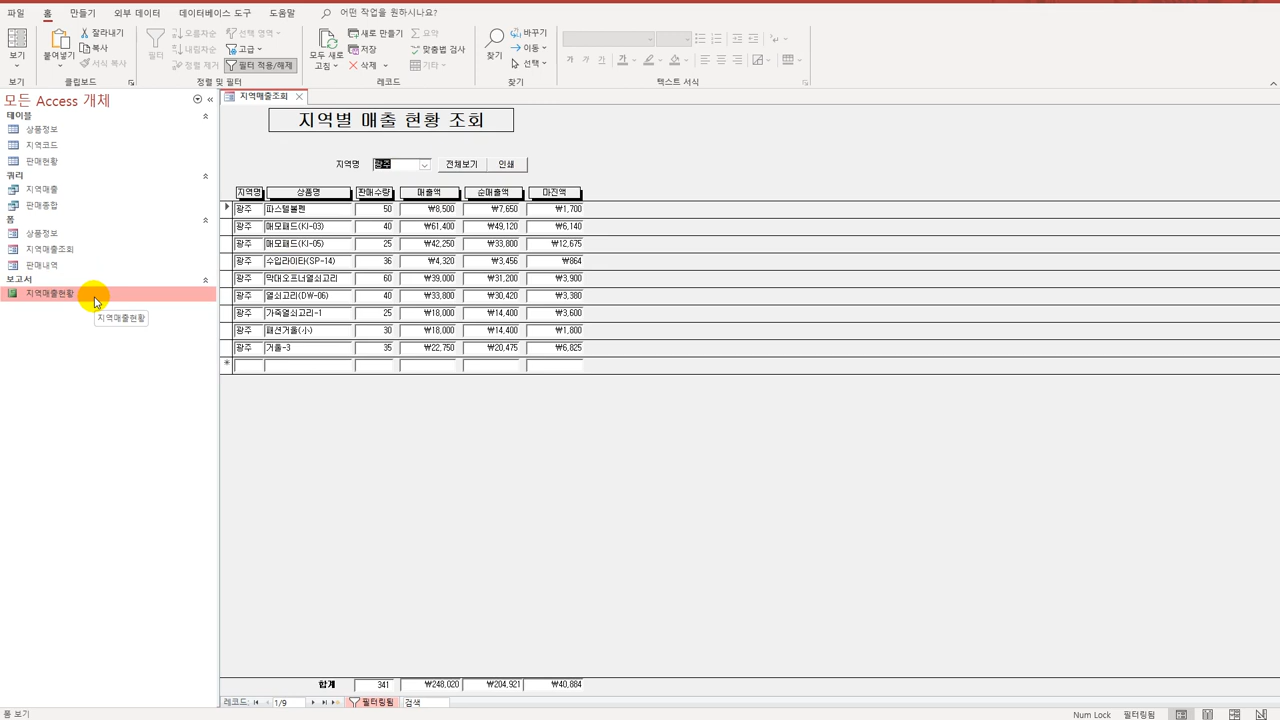 파일 홈 만들기 외부 데이터 데이터베이스 도구 도움말 어떤 작업을 원하시나요?
보기
붙여넣기
잘라내기
복사
서식 복사
클립보드
필터
오름차순
내림차순
정렬 제거
선택 영역
고급
필터 적용/해제
정렬 및 필터
모두 새로
고침
새로 만들기
저장
삭제
요약
맞춤법 검사
기타
레코드
찾기
바꾸기
이동
선택
찾기
가 가 가 가
텍스트 서식
모든 Access 개체
테이블
상품정보
지역코드
판매현황
쿼리
지역매출
판매종합
폼
상품정보
지역매출조회
판매내역
보고서
지역매출현황
지역매출현황
지역매출조회
지역별 매출 현황 조회
지역명 광주 전체보기 인쇄
지역명 상품명 판매수량 매출액 순매출액 마진액
광주 파스텔볼펜 50 ₩8,500 ₩7,650 ₩1,700
광주 메모패드(KI-03) 40 ₩61,400 ₩49,120 ₩6,140
광주 메모패드(KI-05) 25 ₩42,250 ₩33,800 ₩12,675
광주 수입라이타(SP-14) 36 ₩4,320 ₩3,456 ₩864
광주 막대오프너열쇠고리 60 ₩39,000 ₩31,200 ₩3,900
광주 열쇠고리(DW-06) 40 ₩33,800 ₩30,420 ₩3,380
광주 가죽열쇠고리-1 25 ₩18,000 ₩14,400 ₩3,600
광주 패션거울(小) 30 ₩18,000 ₩14,400 ₩1,800
광주 거울-3 35 ₩22,750 ₩20,475 ₩6,825
합계 341 ₩248,020 ₩204,921 ₩40,884
레코드: 1/9 필터링됨 검색
폼 보기 Num Lock 필터링됨